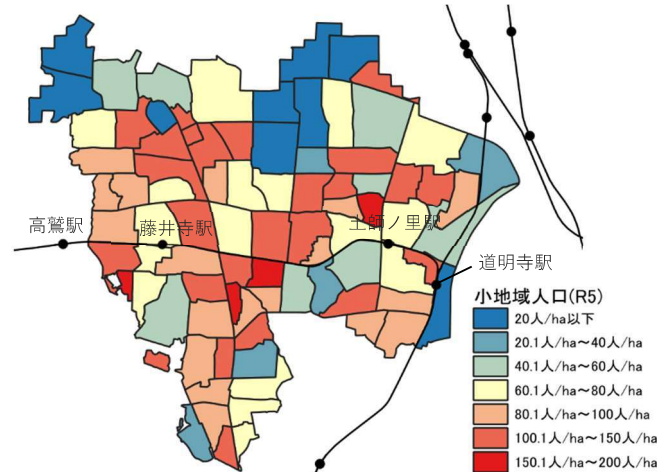 高鷲駅
藤井寺駅
土師ノ里駅
道明寺駅
小地域人口(R5)
20人/ha以下
20.1人/ha～40人/ha
40.1人/ha～60人/ha
60.1人/ha～80人/ha
80.1人/ha～100人/ha
100.1人/ha～150人/ha
150.1人/ha～200人/ha